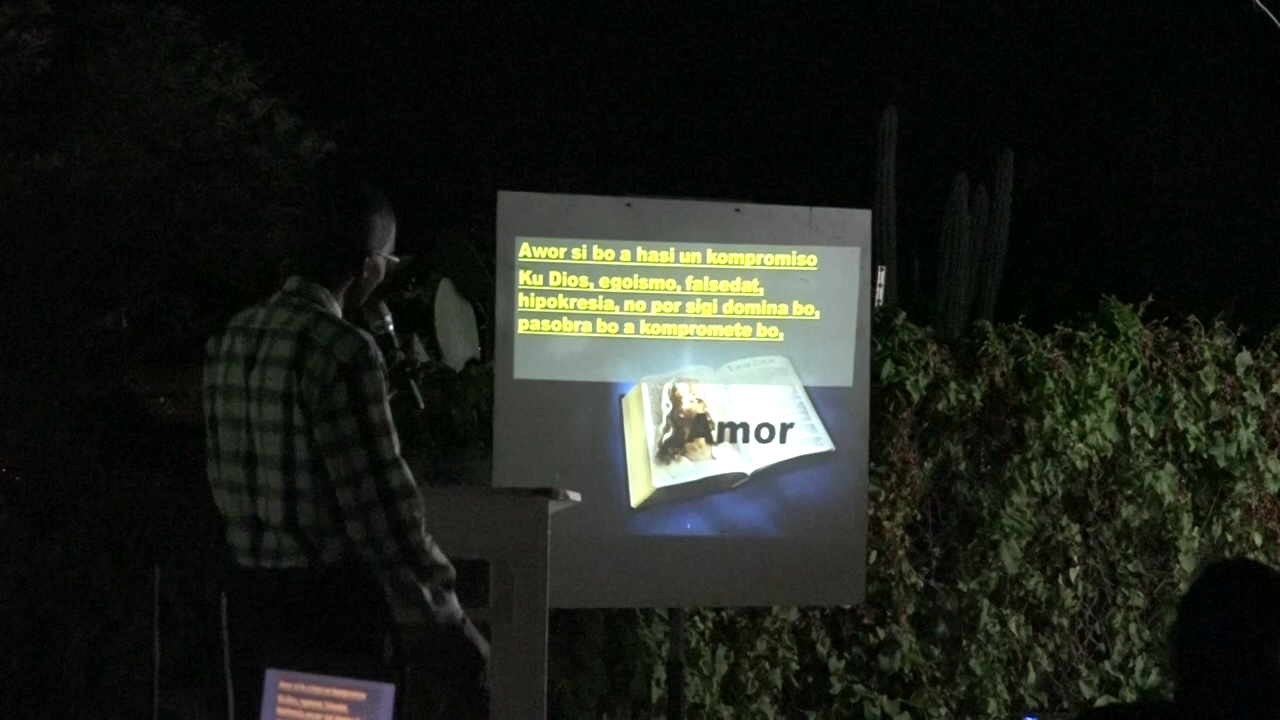 Awor si bo a hasi un kompromiso
Ku Dios, egoismo, falsedat,
hipokresia, no por sigi domina bo,
pasobra bo a kompromete bo.
Amor